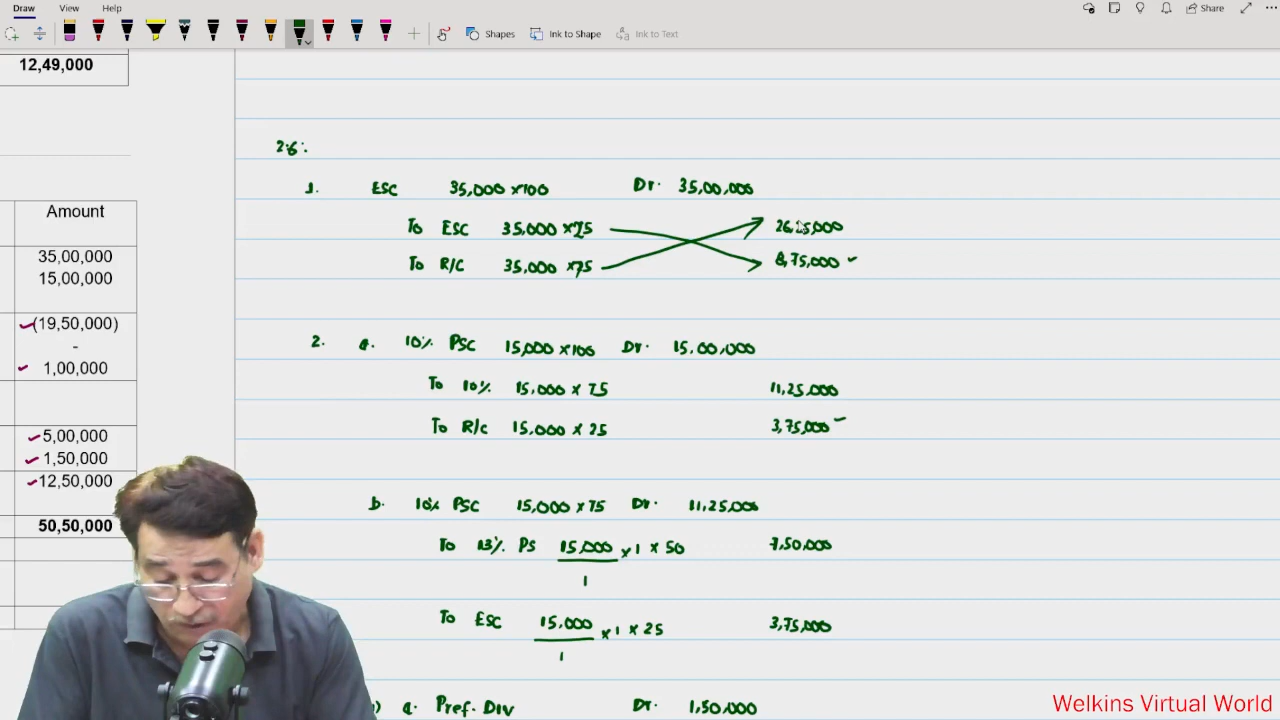 Draw View Help
Share
Shapes Ink to Shape Ink to Text
12,49,000
Amount
35,00,000
15,00,000
(19,50,000)
-
1,00,000
5,00,000
1,50,000
12,50,000
50,50,000
2.6:
1. ESC 35,000 x 100 Dr. 35,00,000
To ESC 35,000 x 25 26,25,000
To R/C 35,000 x 75 8,75,000
2. a. 10% PSC 15,000 x 100 Dr. 15,00,000
To 10% 15,000 x 75 11,25,000
To R/C 15,000 x 25 3,75,000
b. 10% PSC 15,000 x 75 Dr. 11,25,000
To 13% PS 15,000 x 1 x 50 7,50,000
1
To ESC 15,000 x 1 x 25 3,75,000
1
a. Pref. Div Dr. 1,50,000
Welkins Virtual World